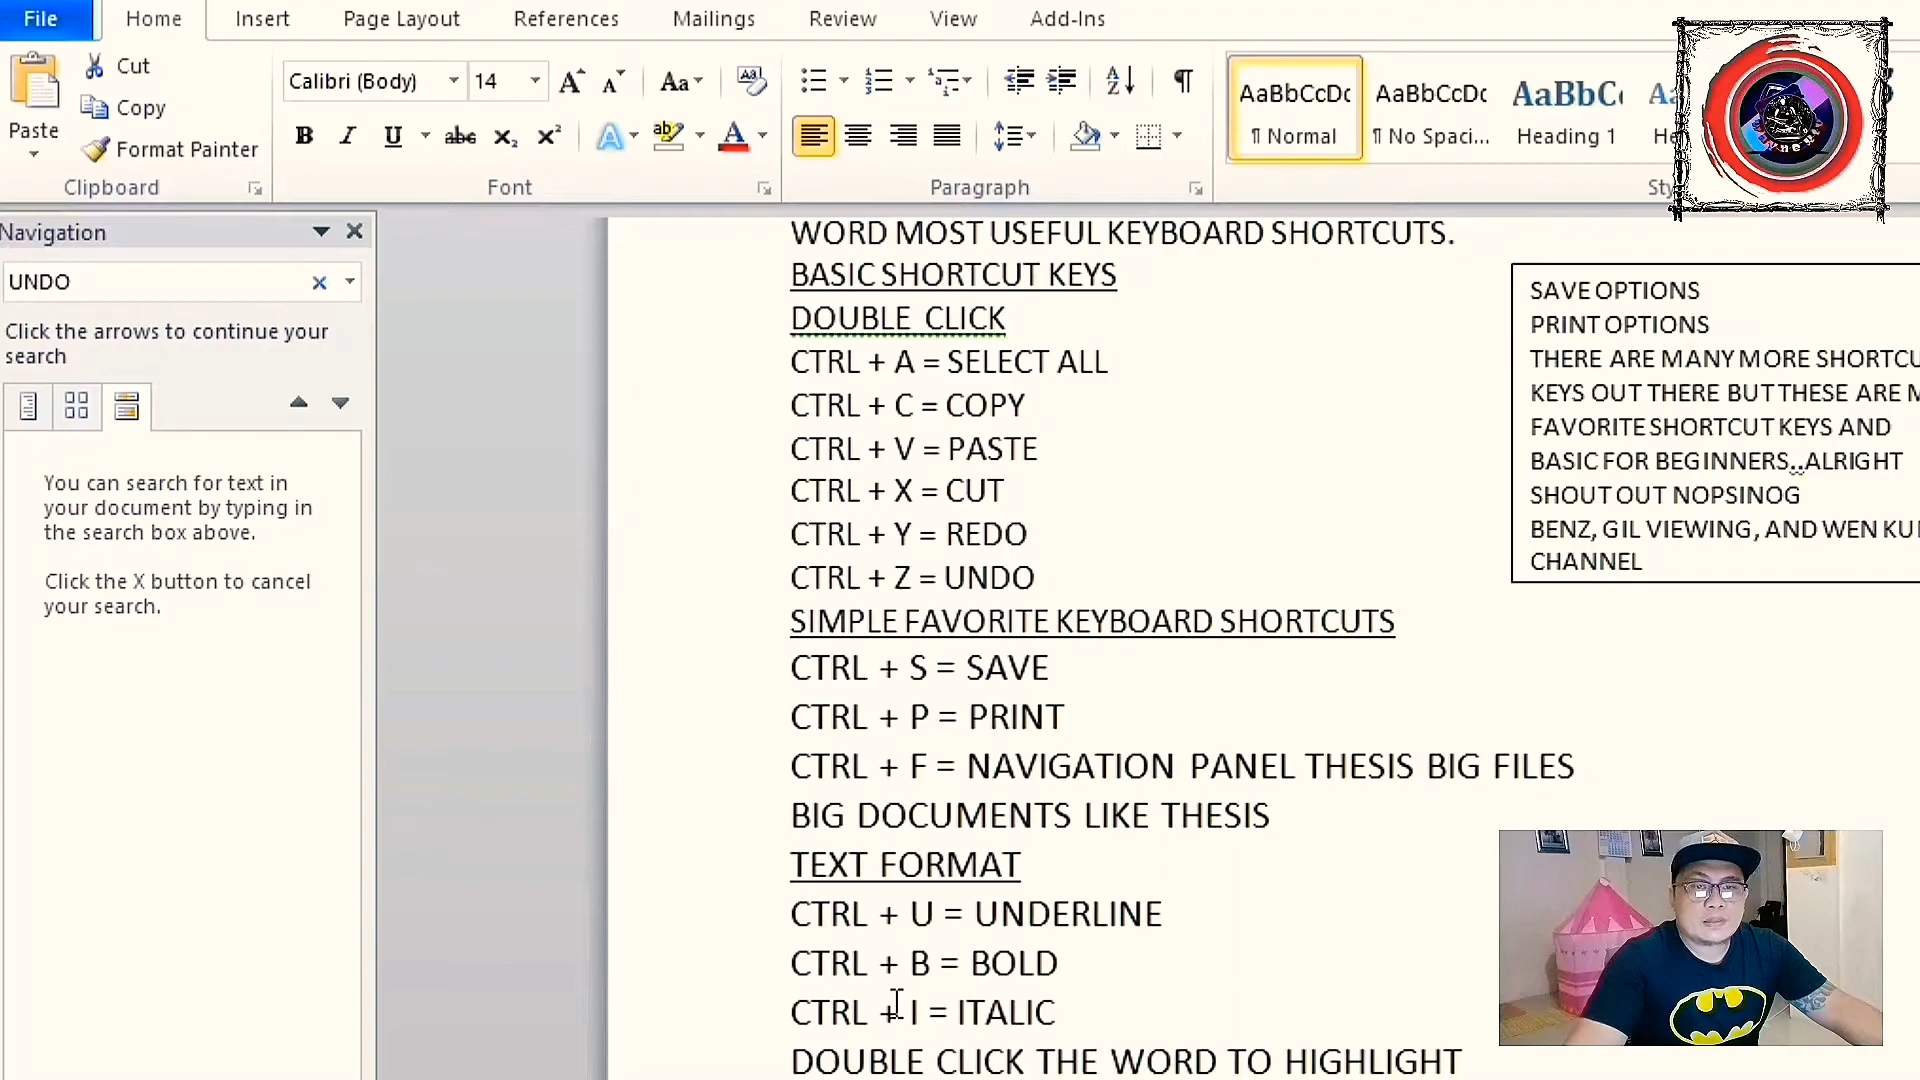 File Home Insert Page Layout References Mailings Review View Add-Ins
Cut
Copy
Paste
Format Painter
Clipboard
Calibri (Body) 14
Font
Paragraph
AaBbCcDc AaBbCcDc AaBbC
¶ Normal ¶ No Spaci... Heading 1
Navigation
UNDO
Click the arrows to continue your
search
You can search for text in
your document by typing in
the search box above.
Click the X button to cancel
your search.
WORD MOST USEFUL KEYBOARD SHORTCUTS.
BASIC SHORTCUT KEYS
DOUBLE CLICK
CTRL + A = SELECT ALL
CTRL + C = COPY
CTRL + V = PASTE
CTRL + X = CUT
CTRL + Y = REDO
CTRL + Z = UNDO
SIMPLE FAVORITE KEYBOARD SHORTCUTS
CTRL + S = SAVE
CTRL + P = PRINT
CTRL + F = NAVIGATION PANEL THESIS BIG FILES
BIG DOCUMENTS LIKE THESIS
TEXT FORMAT
CTRL + U = UNDERLINE
CTRL + B = BOLD
CTRL + I = ITALIC
DOUBLE CLICK THE WORD TO HIGHLIGHT
SAVE OPTIONS
PRINT OPTIONS
THERE ARE MANY MORE SHORTCU
KEYS OUT THERE BUT THESE ARE M
FAVORITE SHORTCUT KEYS AND
BASIC FOR BEGINNERS..ALRIGHT
SHOUT OUT NOPSINOG
BENZ, GIL VIEWING, AND WEN KU
CHANNEL